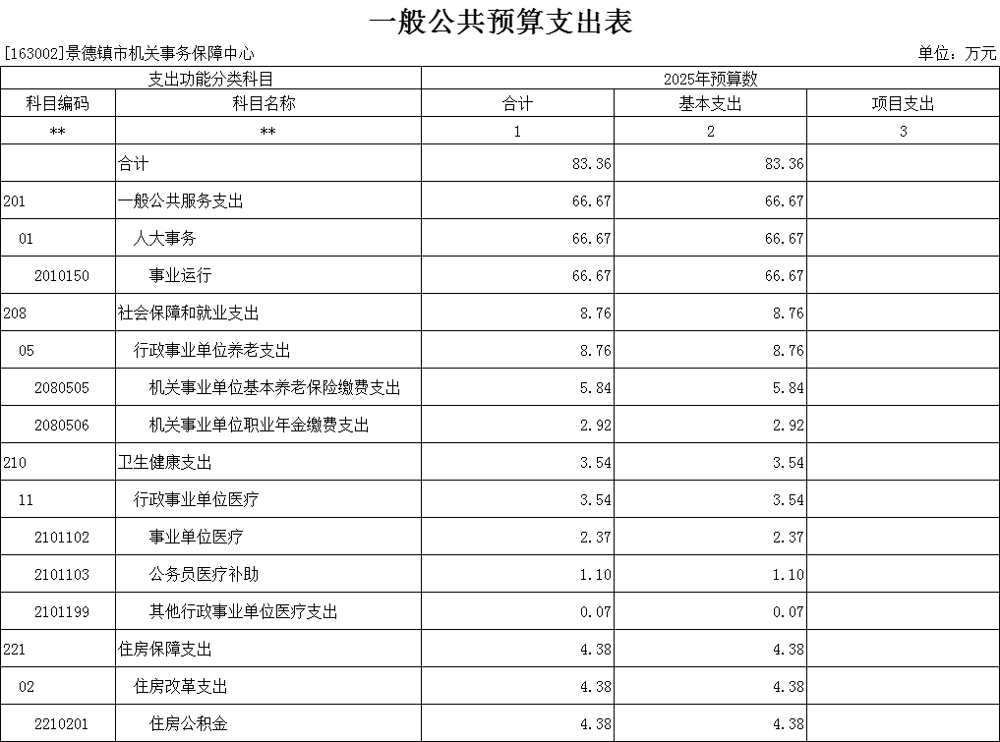 一般公共预算支出表
[163002]景德镇市机关事务保障中心 单位：万元
支出功能分类科目 2025年预算数
科目编码 科目名称 合计 基本支出 项目支出
** ** 1 2 3
合计 83.36 83.36
201 一般公共服务支出 66.67 66.67
01 人大事务 66.67 66.67
2010150 事业运行 66.67 66.67
208 社会保障和就业支出 8.76 8.76
05 行政事业单位养老支出 8.76 8.76
2080505 机关事业单位基本养老保险缴费支出 5.84 5.84
2080506 机关事业单位职业年金缴费支出 2.92 2.92
210 卫生健康支出 3.54 3.54
11 行政事业单位医疗 3.54 3.54
2101102 事业单位医疗 2.37 2.37
2101103 公务员医疗补助 1.10 1.10
2101199 其他行政事业单位医疗支出 0.07 0.07
221 住房保障支出 4.38 4.38
02 住房改革支出 4.38 4.38
2210201 住房公积金 4.38 4.38